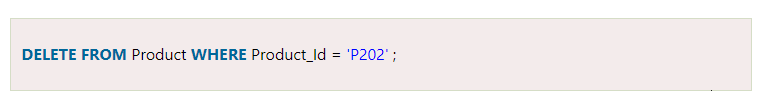 DELETE FROM Product WHERE Product_Id = 'P202' ;